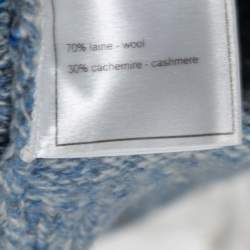 70% laine - wool
30% cachemire - cashmere